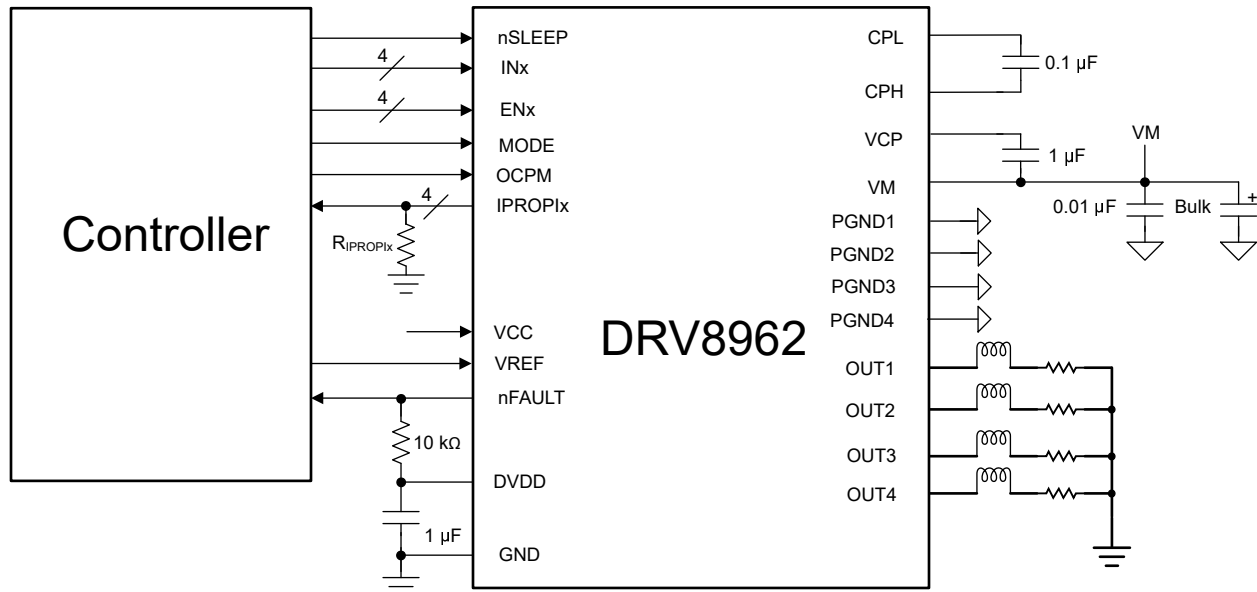 Controller
nSLEEP
4
INx
4
ENx
MODE
OCPM
4
IPROPIx
RIPROPIx
VCC
VREF
nFAULT
10 kΩ
DVDD
1 µF
GND
DRV8962
CPL
0.1 µF
CPH
VCP
1 µF
VM
VM
0.01 µF
Bulk
+
PGND1
PGND2
PGND3
PGND4
OUT1
OUT2
OUT3
OUT4